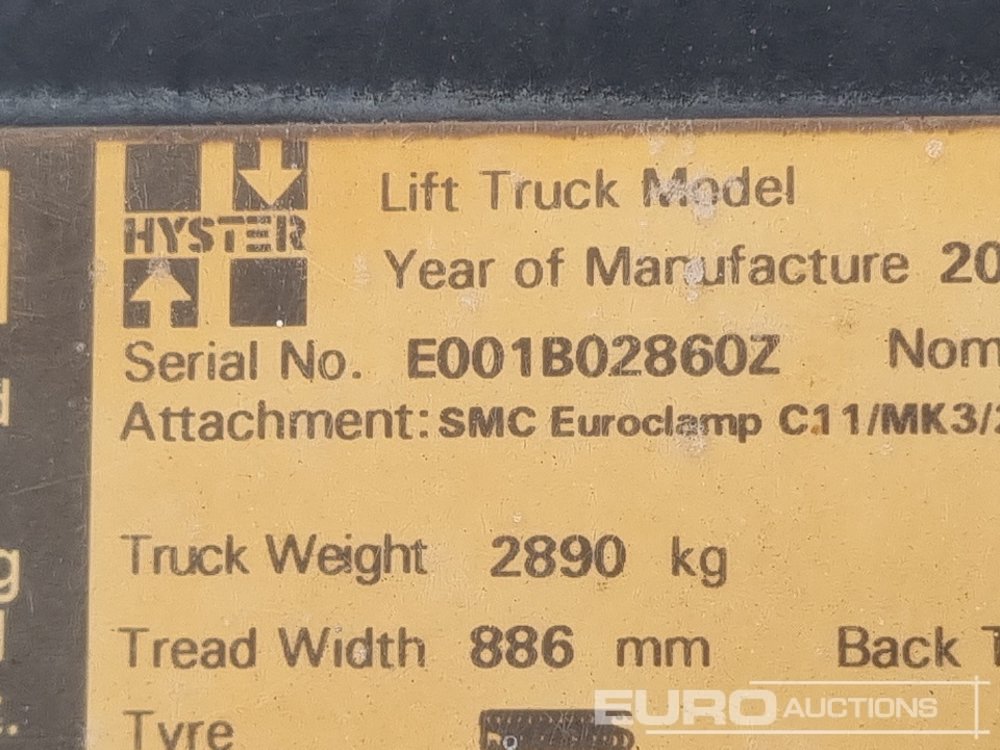 HYSTER
Lift Truck Model
Year of Manufacture 20
Serial No. E001B02860Z Nom
Attachment: SMC Euroclamp C.11/MK3/
Truck Weight 2890 kg
Tread Width 886 mm Back T
Tyre
EURO AUCTIONS